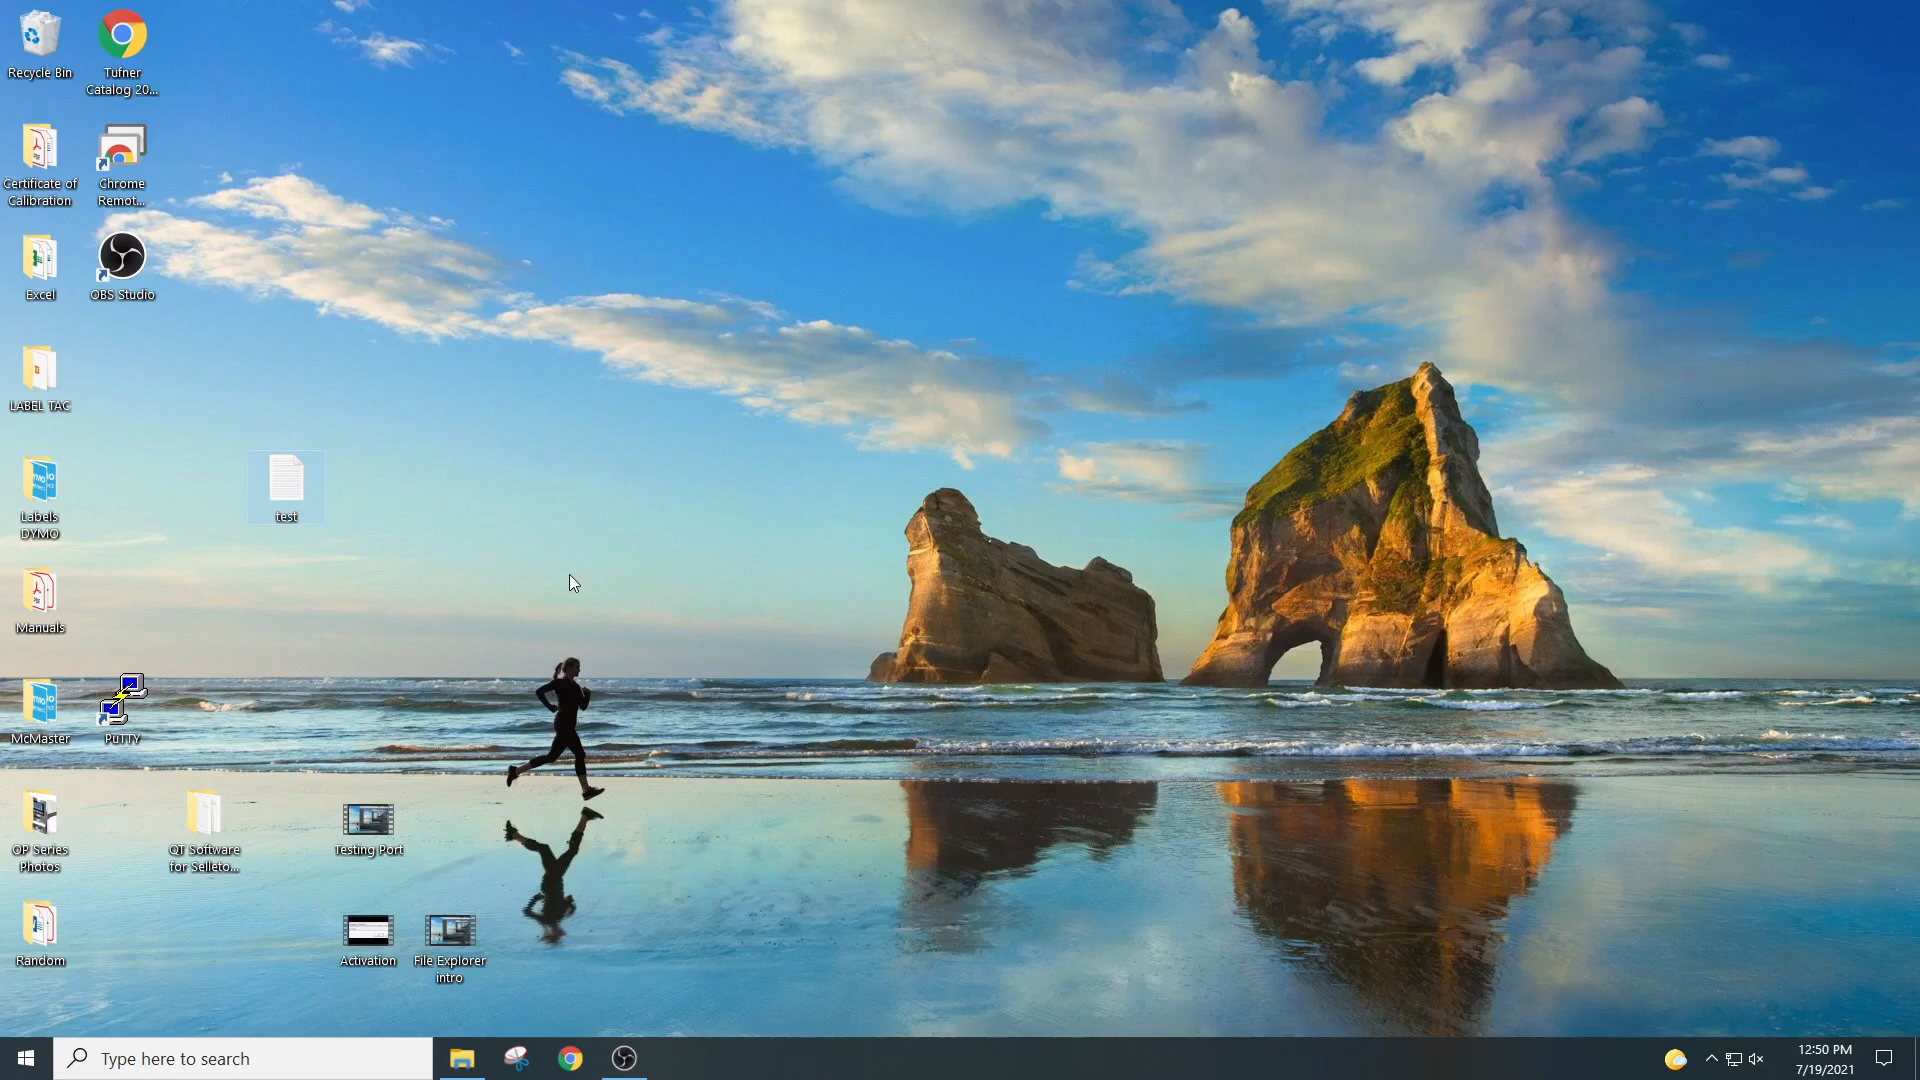 Recycle Bin
Tufner
Catalog 20...
Certificate of
Calibration
Chrome
Remot...
Excel
OBS Studio
LABEL TAC
test
Labels
DYMO
Manuals
McMaster
PuTTY
OP Series
Photos
QT Software
for Selleto...
Testing Port
Random
Activation
File Explorer
intro
Type here to search
12:50 PM
7/19/2021